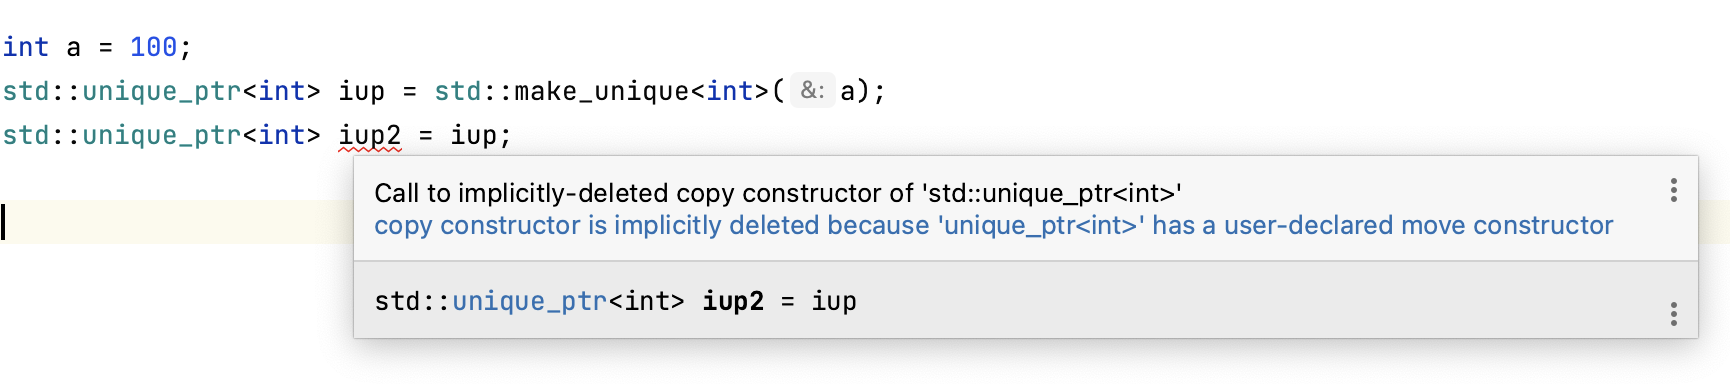 int a = 100;
std::unique_ptr<int> iup = std::make_unique<int>( &: a);
std::unique_ptr<int> iup2 = iup;
Call to implicitly-deleted copy constructor of 'std::unique_ptr<int>'
copy constructor is implicitly deleted because 'unique_ptr<int>' has a user-declared move constructor
std::unique_ptr<int> iup2 = iup